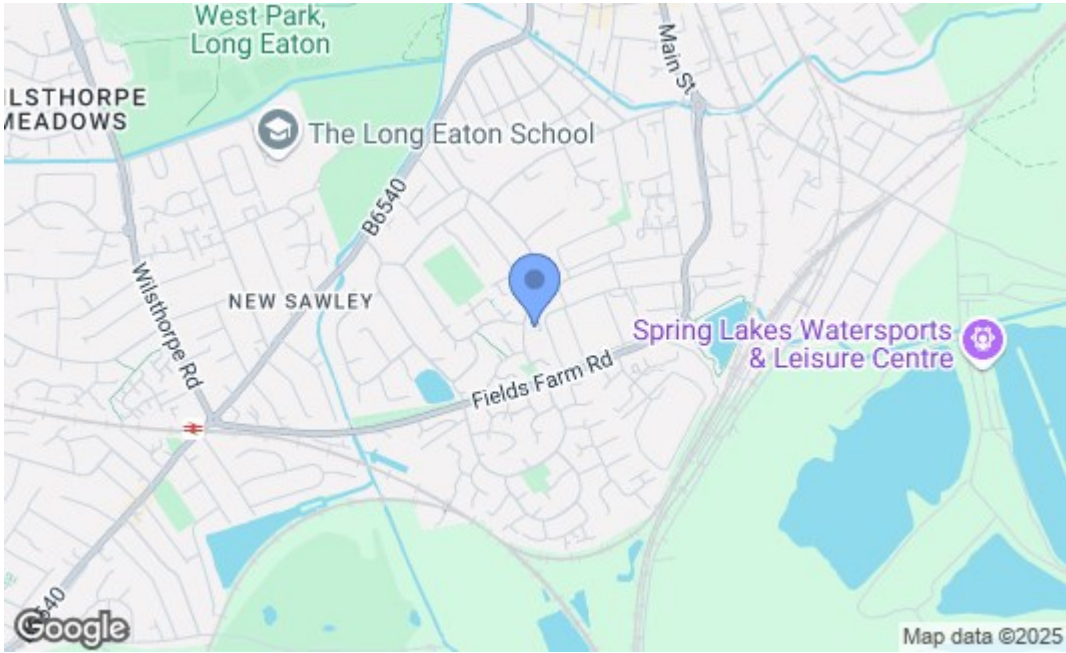 West Park,
Long Eaton
ILSTHORPE
MEADOWS
The Long Eaton School
Main St
B6540
Wilsthorpe Rd
NEW SAWLEY
Spring Lakes Watersports
& Leisure Centre
Fields Farm Rd
6540
Google
Map data ©2025